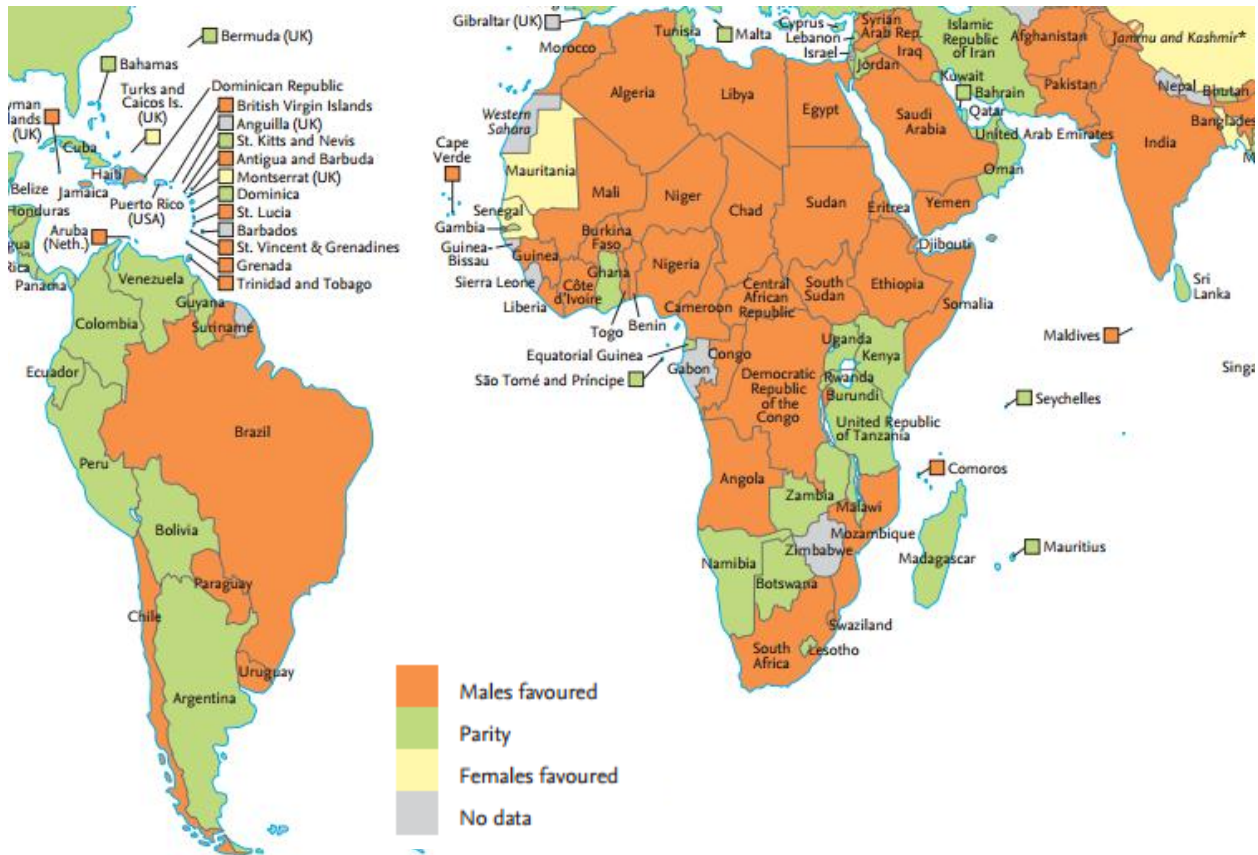 Bermuda (UK)
Bahamas
Turks and
Caicos Is.
(UK)
Dominican Republic
British Virgin Islands
Anguilla (UK)
St. Kitts and Nevis
Antigua and Barbuda
Montserrat (UK)
Dominica
St. Lucia
Barbados
St. Vincent & Grenadines
Grenada
Trinidad and Tobago
yman
lands
(UK)
Cuba
Haiti
Jamaica
Puerto Rico
(USA)
Belize
Honduras
Aruba
(Neth.)
gua
Rica
Panama
Venezuela
Guyana
Suriname
Colombia
Ecuador
Brazil
Peru
Bolivia
Paraguay
Chile
Uruguay
Argentina
Gibraltar (UK)
Tunisia
Malta
Cyprus
Lebanon
Israel
Syrian
Arab Rep.
Iraq
Jordan
Islamic
Republic
of Iran
Afghanistan
Jammu and Kashmir*
Kuwait
Bahrain
Qatar
Pakistan
Nepal
Bhutan
Banglades
M
United Arab Emirates
India
Saudi
Arabia
Oman
Yemen
Morocco
Algeria
Libya
Egypt
Western
Sahara
Cape
Verde
Mauritania
Mali
Niger
Chad
Sudan
Eritrea
Djibouti
Senegal
Gambia
Guinea-
Bissau
Guinea
Sierra Leone
Liberia
Burkina
Faso
Ghana
Côte
d'Ivoire
Togo
Benin
Nigeria
Cameroon
Central
African
Republic
South
Sudan
Ethiopia
Somalia
Sri
Lanka
Maldives
Singa
Equatorial Guinea
São Tomé and Príncipe
Gabon
Congo
Democratic
Republic
of the
Congo
Uganda
Kenya
Rwanda
Burundi
United Republic
of Tanzania
Seychelles
Comoros
Angola
Zambia
Malawi
Mozambique
Zimbabwe
Namibia
Botswana
Madagascar
Mauritius
Swaziland
South
Africa
Lesotho
Males favoured
Parity
Females favoured
No data